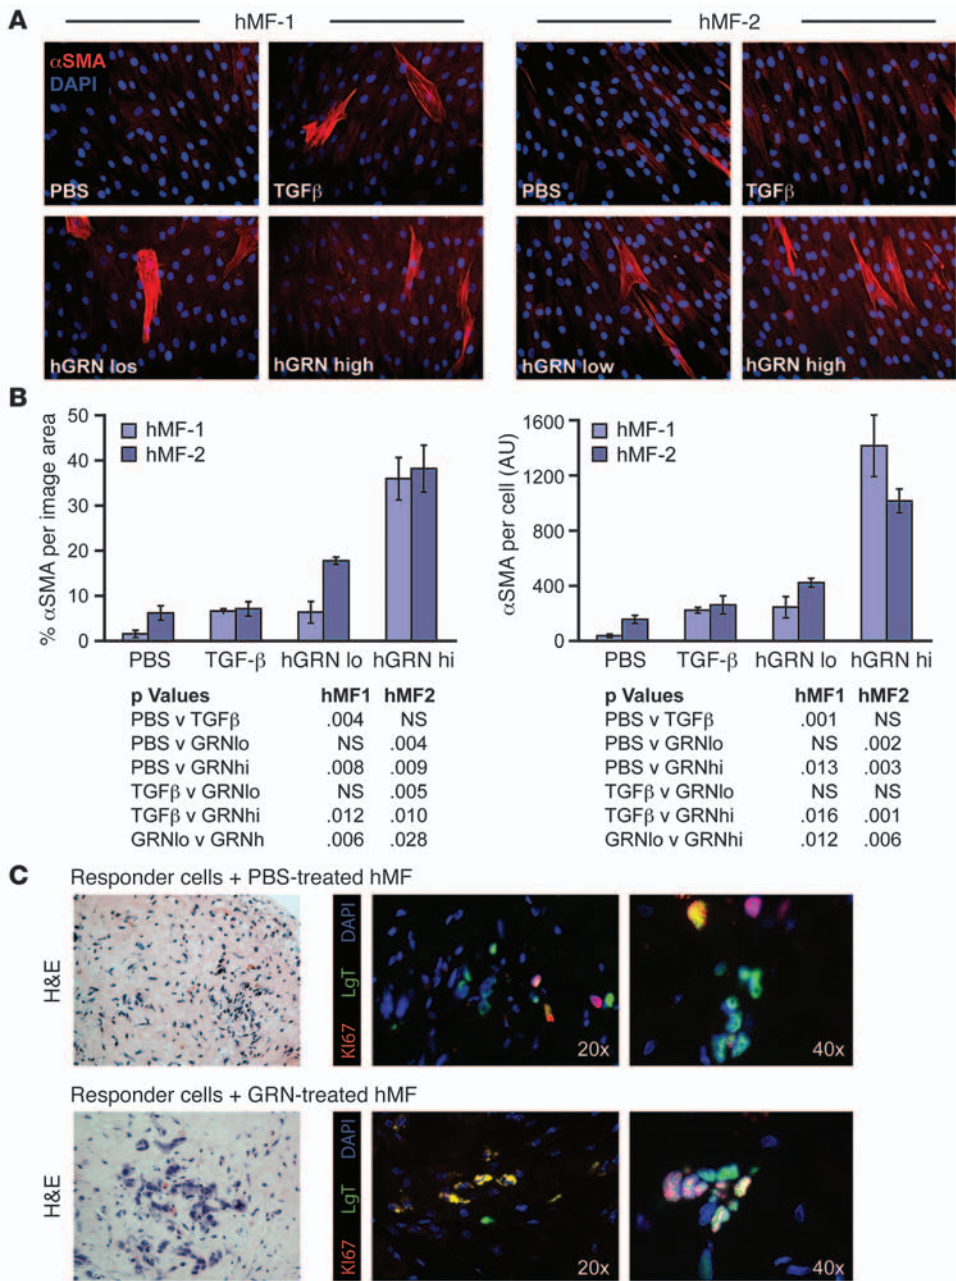 A
hMF-1
hMF-2
αSMA
DAPI
PBS
TGFβ
PBS
TGFβ
hGRN los
hGRN high
hGRN low
hGRN high
B
% αSMA per image area
50
40
30
20
10
0
hMF-1
hMF-2
PBS
TGF-β
hGRN lo
hGRN hi
αSMA per cell (AU)
1600
1200
800
400
0
hMF-1
hMF-2
PBS
TGF-β
hGRN lo
hGRN hi
p Values hMF1 hMF2
PBS v TGFβ .004 NS
PBS v GRNlo NS .004
PBS v GRNhi .008 .009
TGFβ v GRNlo NS .005
TGFβ v GRNhi .012 .010
GRNlo v GRNh .006 .028
p Values hMF1 hMF2
PBS v TGFβ .001 NS
PBS v GRNlo NS .002
PBS v GRNhi .013 .003
TGFβ v GRNlo NS NS
TGFβ v GRNhi .016 .001
GRNlo v GRNhi .012 .006
C
Responder cells + PBS-treated hMF
H&E
KI67 LgT DAPI
20x
40x
Responder cells + GRN-treated hMF
H&E
KI67 LgT DAPI
20x
40x